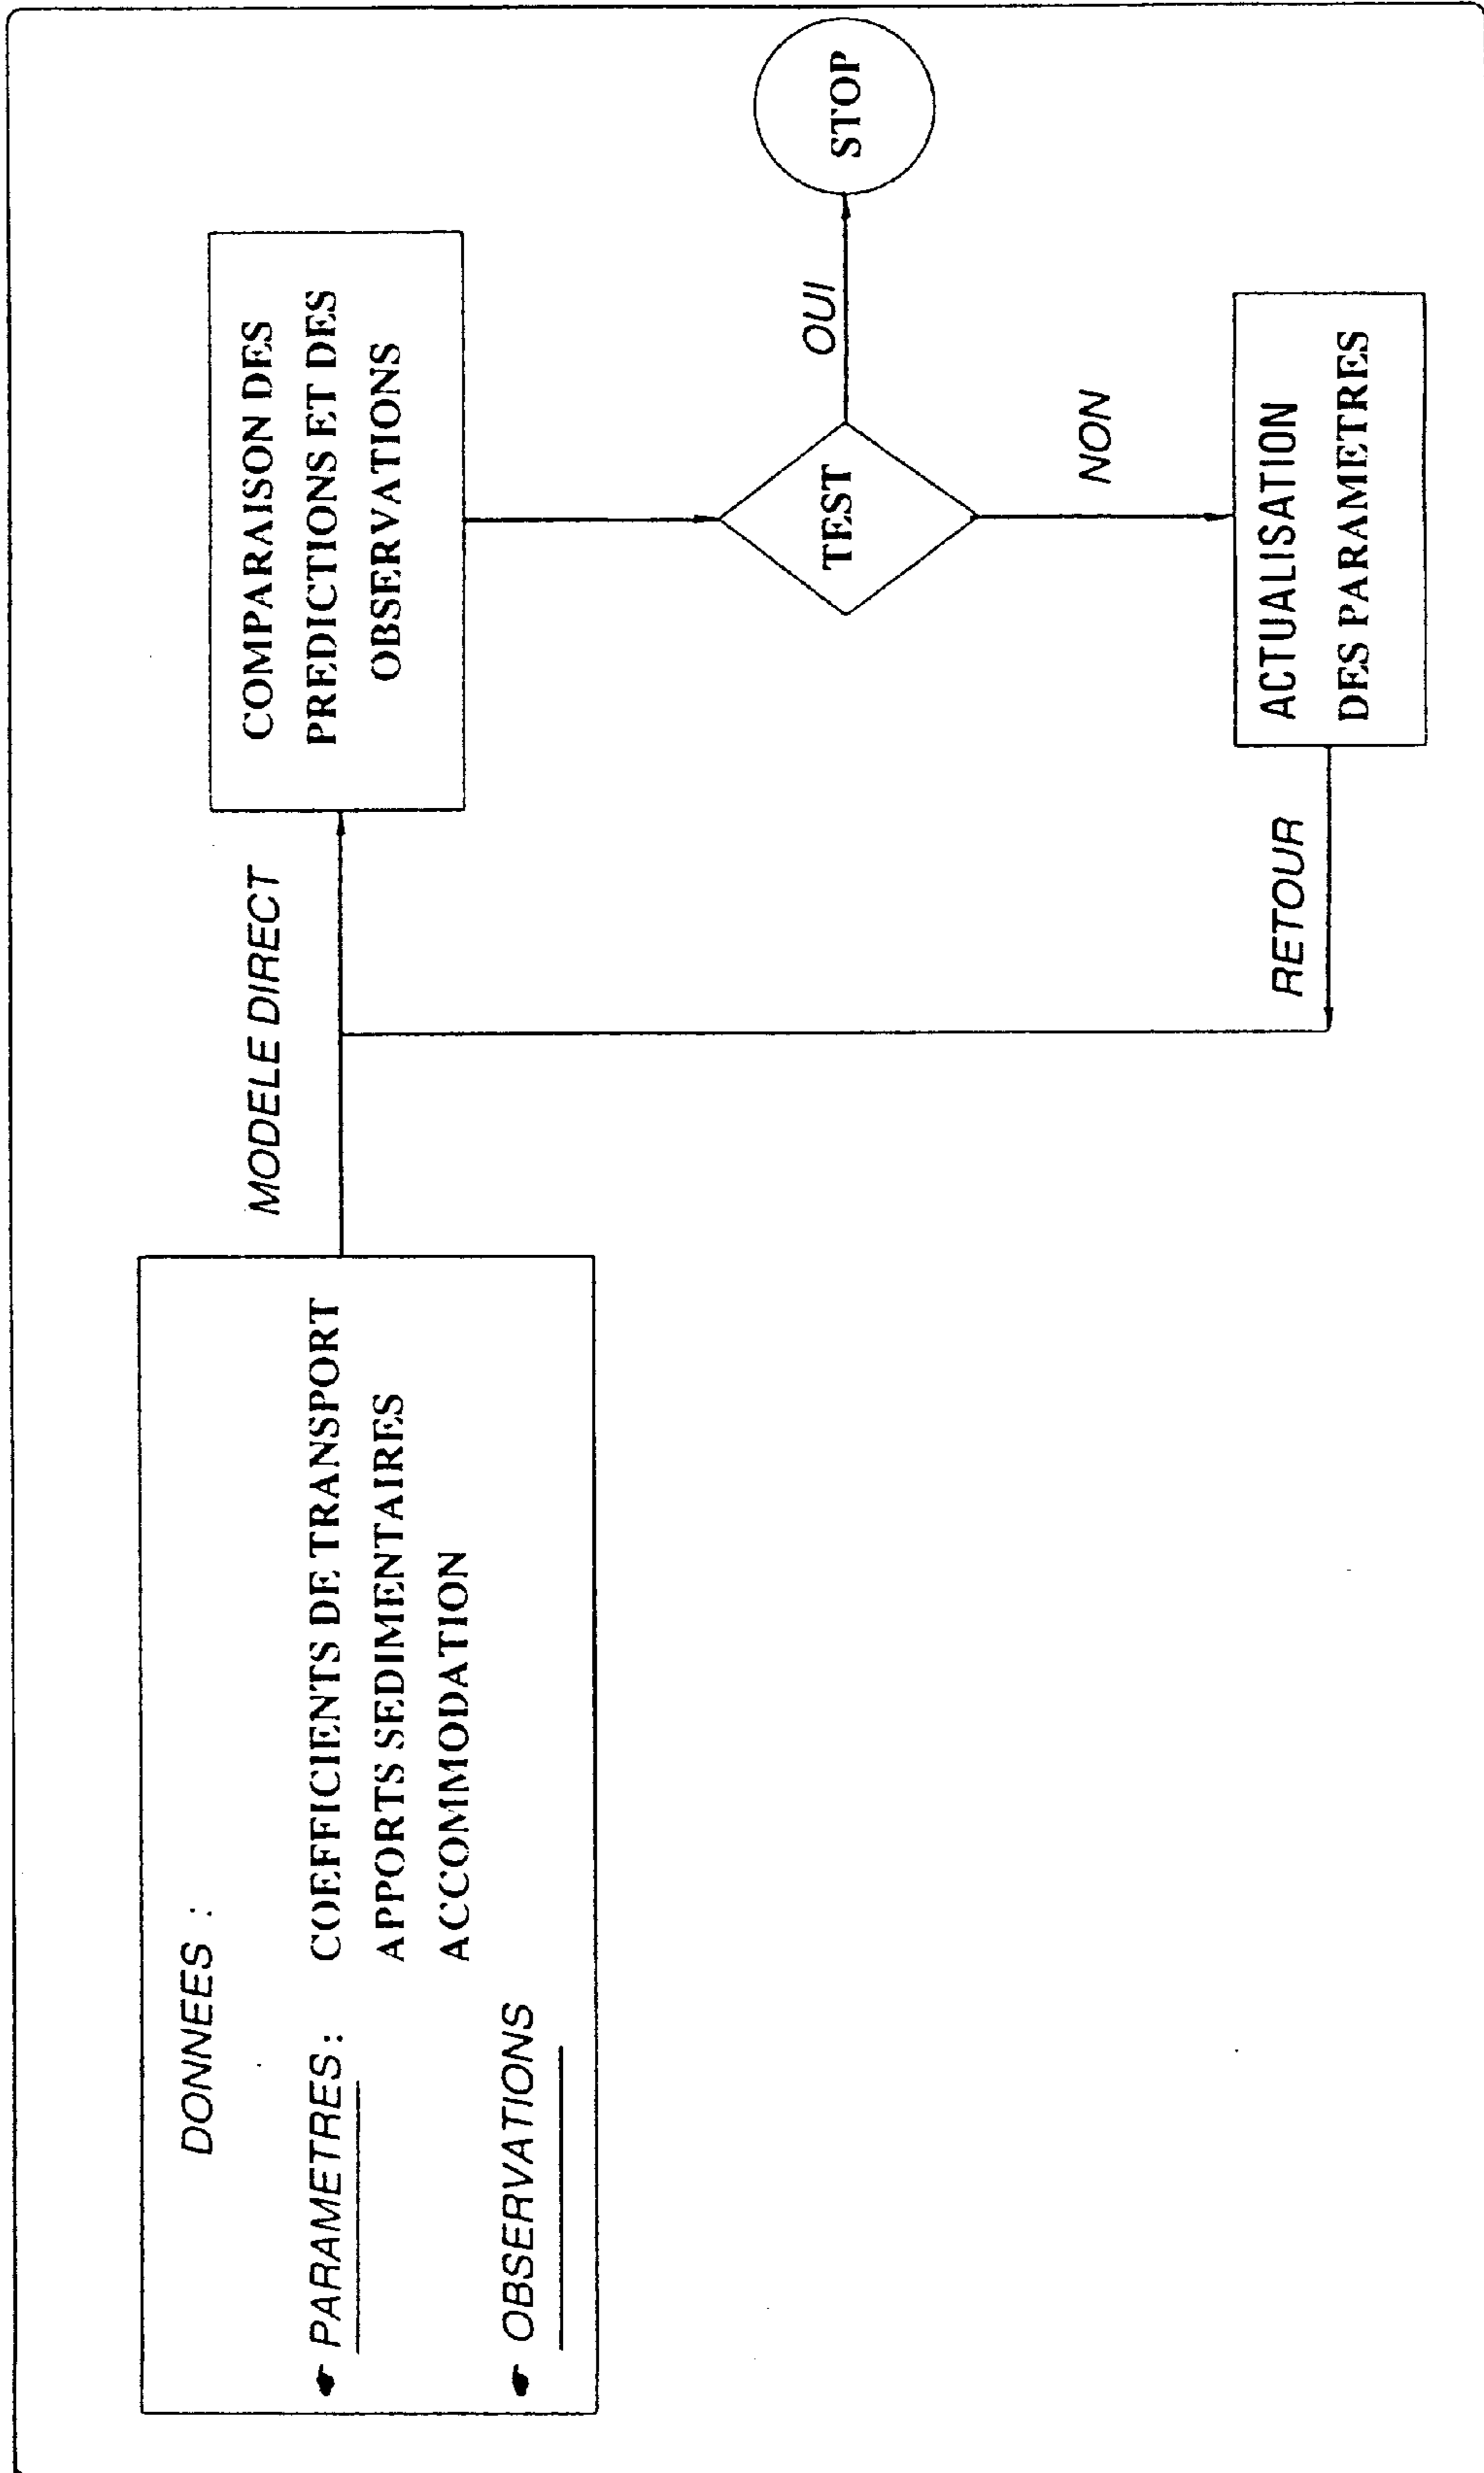 DONNEES :
PARAMETRES : COEFFICIENTS DE TRANSPORT
APPORTS SEDIMENTAIRES
ACCOMMODATION
OBSERVATIONS
MODELE DIRECT
COMPARAISON DES
PREDICTIONS ET DES
OBSERVATIONS
TEST
OUI
STOP
NON
ACTUALISATION
DES PARAMETRES
RETOUR